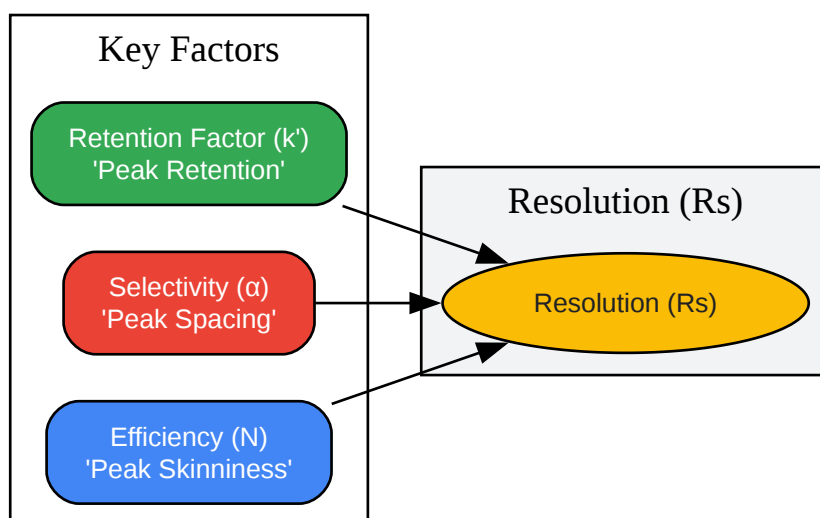 Key Factors
Retention Factor (k')
'Peak Retention'
Selectivity (α)
'Peak Spacing'
Efficiency (N)
'Peak Skinniness'
Resolution (Rs)
Resolution (Rs)